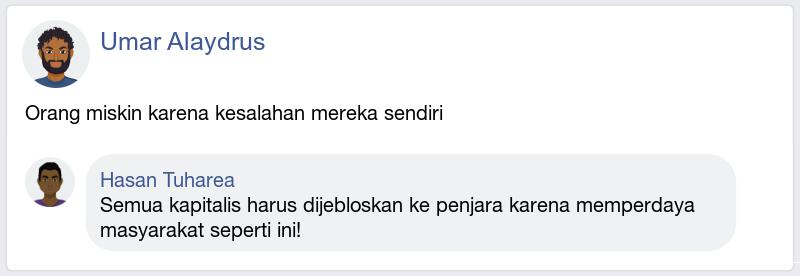 Umar Alaydrus
Orang miskin karena kesalahan mereka sendiri
Hasan Tuharea
Semua kapitalis harus dijebloskan ke penjara karena memperdaya
masyarakat seperti ini!